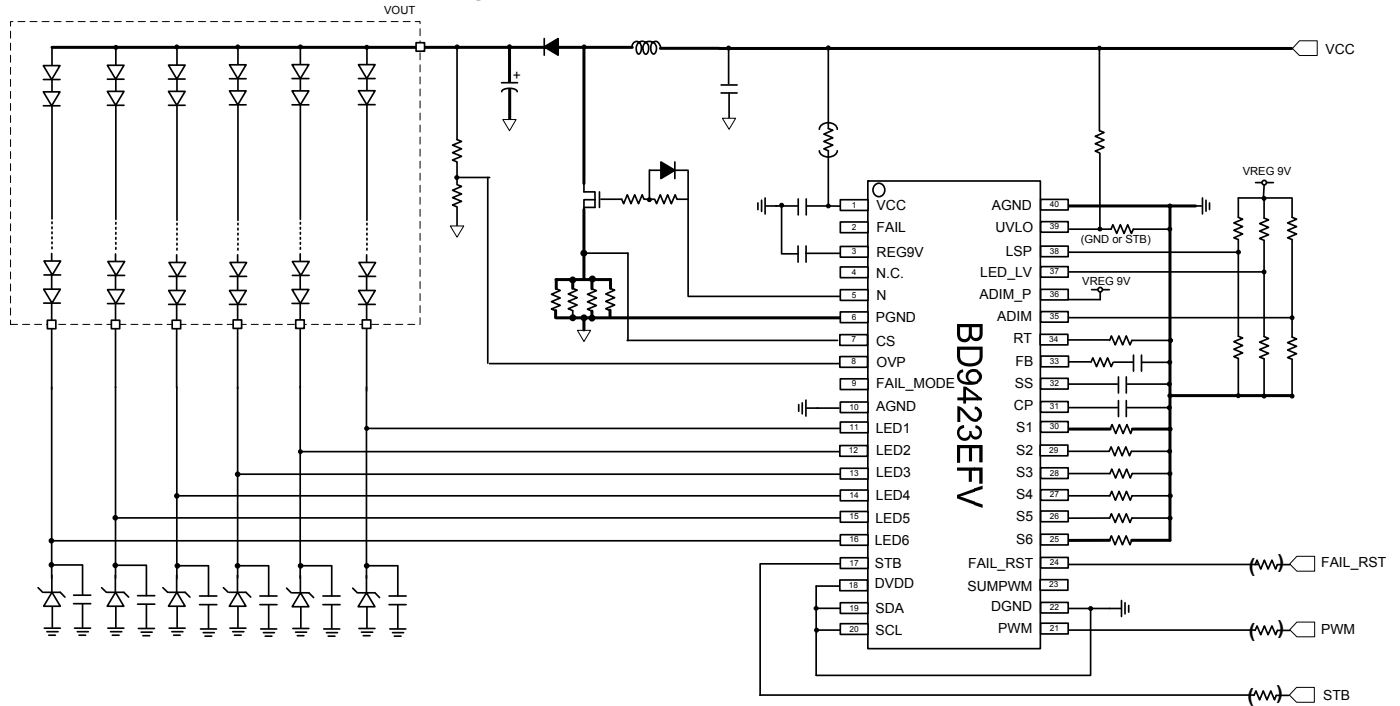 VOUT
VCC
VREG 9V
(GND or STB)
VREG 9V
BD9423EFV
1 VCC
2 FAIL
3 REG9V
4 N.C.
5 N
6 PGND
7 CS
8 OVP
9 FAIL_MODE
10 AGND
11 LED1
12 LED2
13 LED3
14 LED4
15 LED5
16 LED6
17 STB
18 DVDD
19 SDA
20 SCL
AGND 40
UVLO 39
LSP 38
LED_LV 37
ADIM_P 36
ADIM 35
RT 34
FB 33
SS 32
CP 31
S1 30
S2 29
S3 28
S4 27
S5 26
S6 25
FAIL_RST 24
SUMPWM 23
DGND 22
PWM 21
FAIL_RST
PWM
STB
+